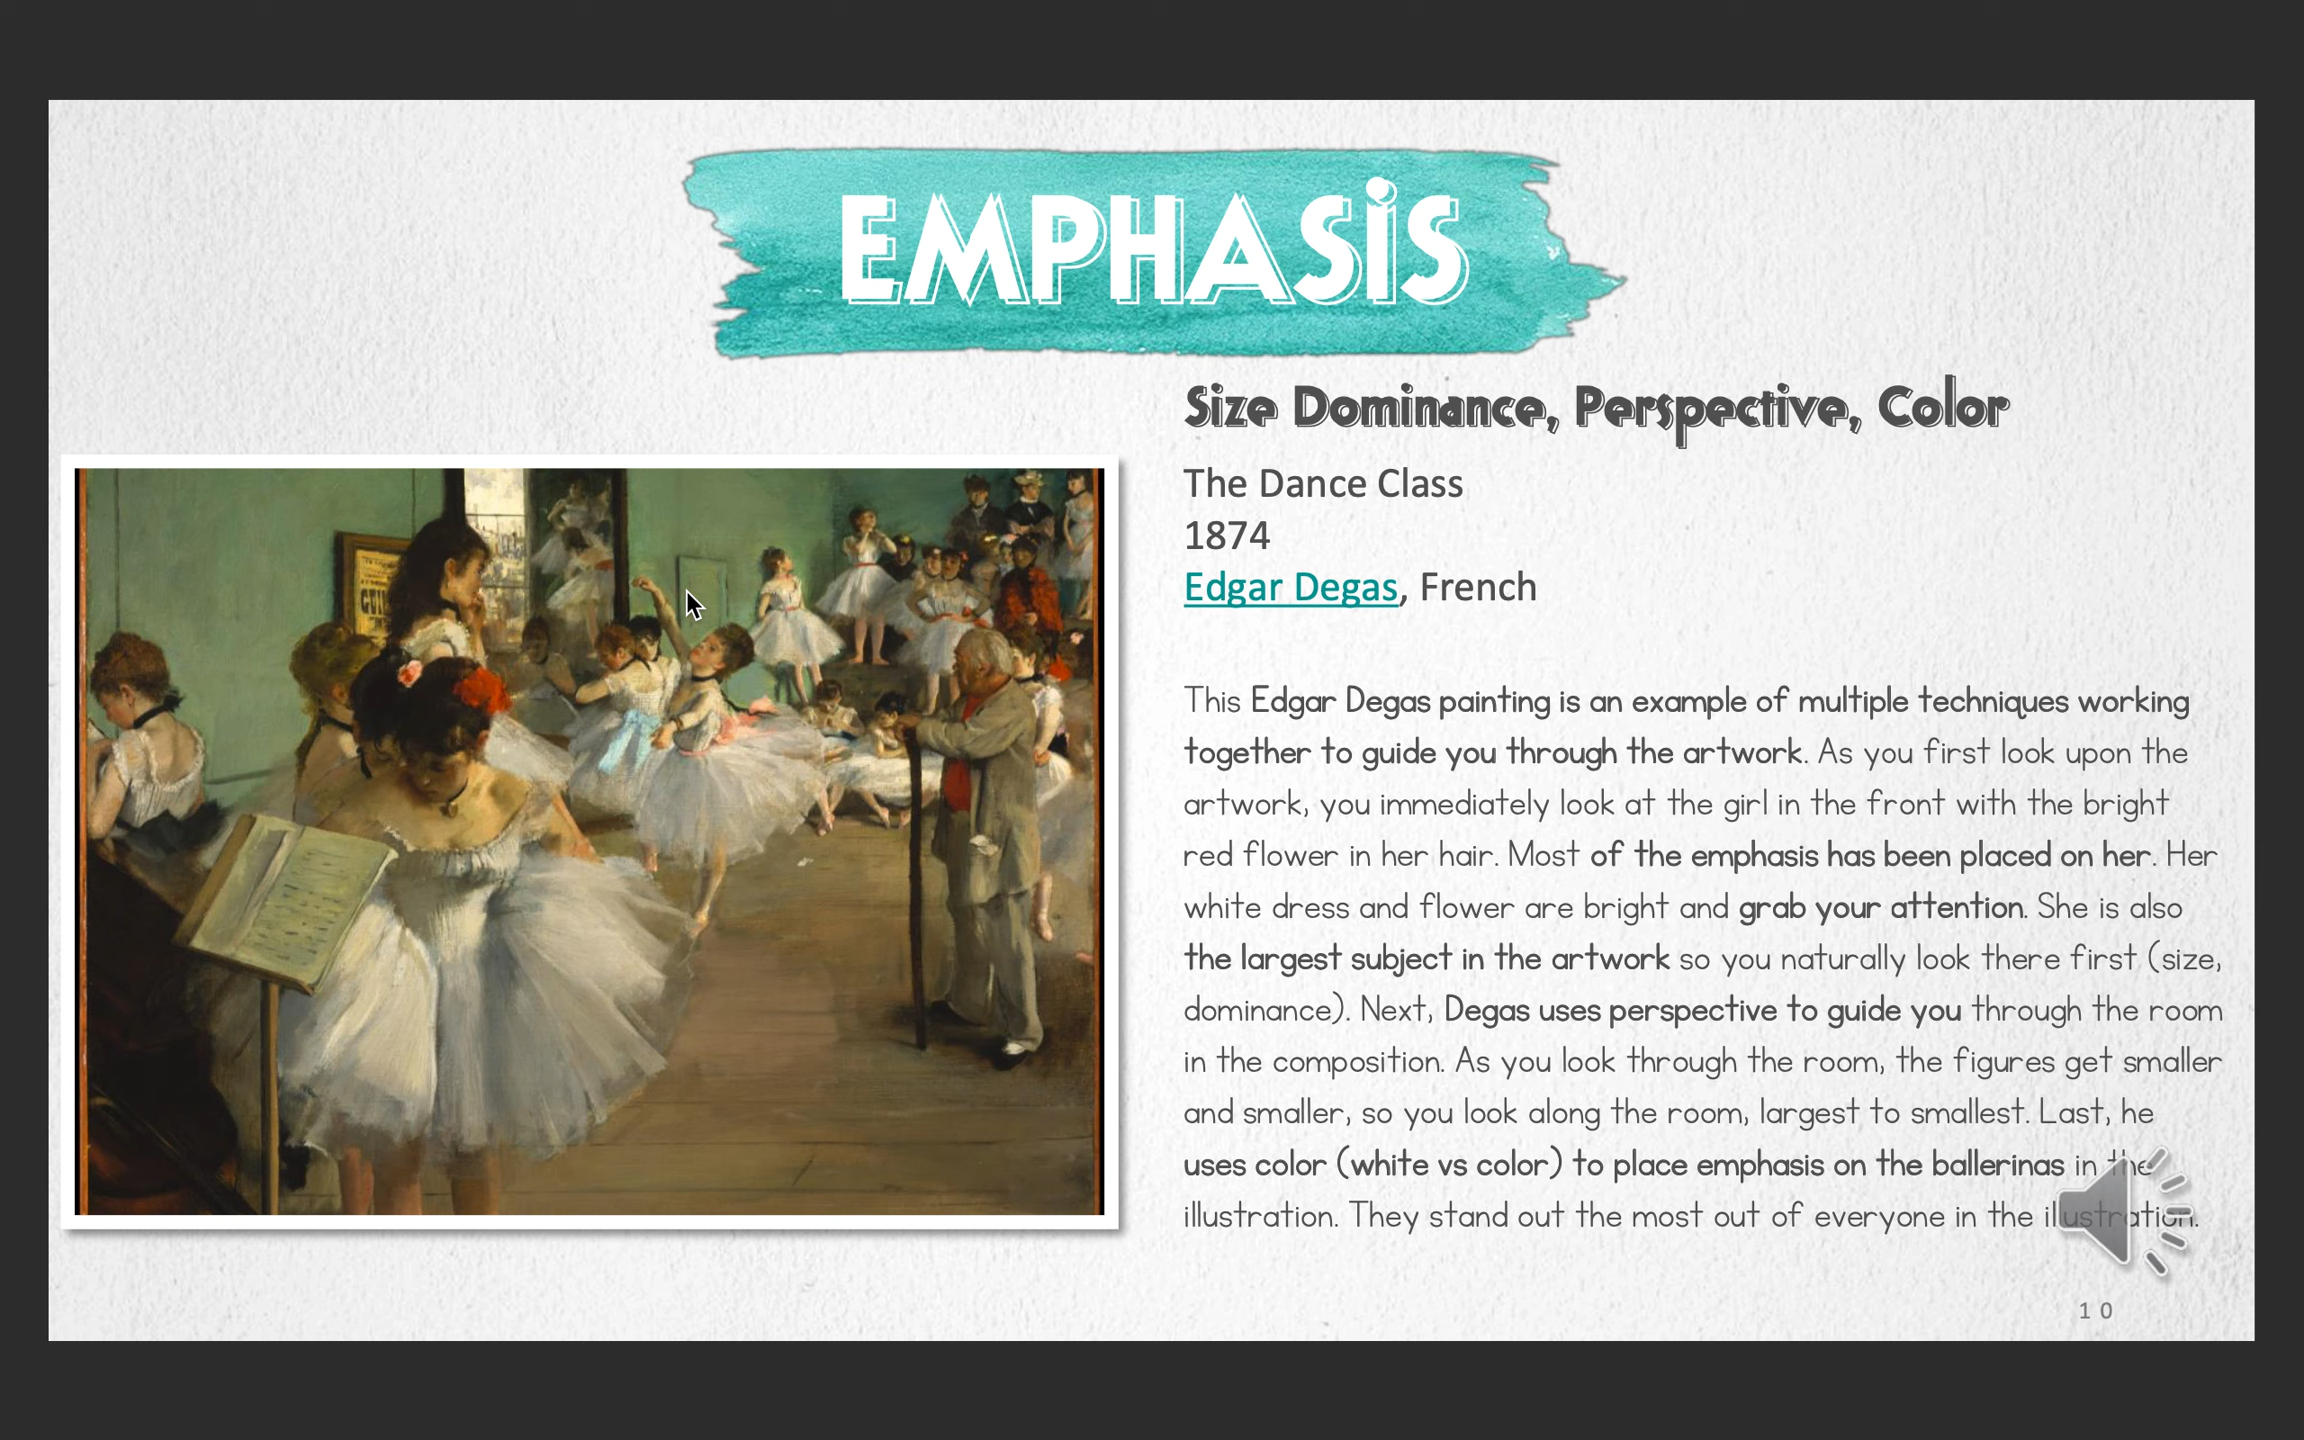 EMPHASiS
Size Dominance, Perspective, Color
The Dance Class
1874
Edgar Degas, French
This Edgar Degas painting is an example of multiple techniques working
together to guide you through the artwork. As you first look upon the
artwork, you immediately look at the girl in the front with the bright
red flower in her hair. Most of the emphasis has been placed on her. Her
white dress and flower are bright and grab your attention. She is also
the largest subject in the artwork so you naturally look there first (size,
dominance). Next, Degas uses perspective to guide you through the room
in the composition. As you look through the room, the figures get smaller
and smaller, so you look along the room, largest to smallest. Last, he
uses color (white vs color) to place emphasis on the ballerinas in the
illustration. They stand out the most out of everyone in the illustration.
10